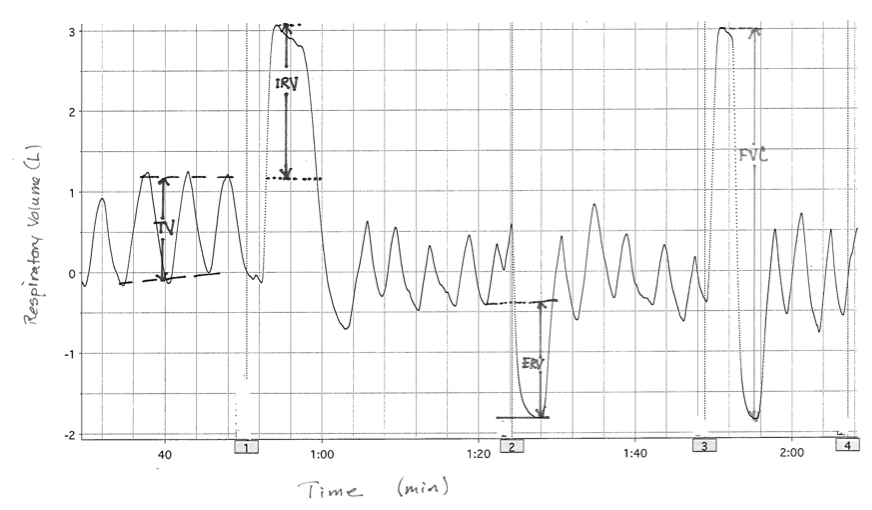 Respiratory Volume (L)
3
2
1
0
-1
-2
TV
IRV
ERV
FVC
40
1:00
1:20
1:40
2:00
1
2
3
4
Time (min)